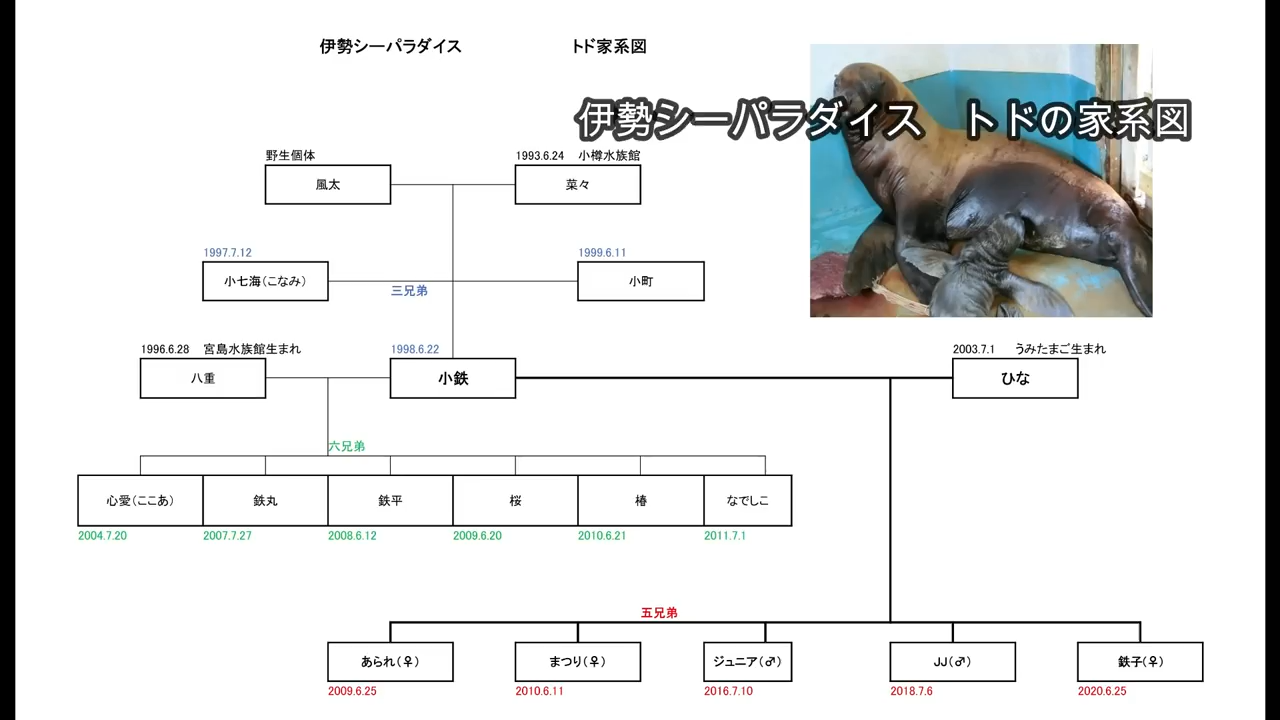 伊勢シーパラダイス　トド家系図
伊勢シーパラダイス　トドの家系図
野生個体
風太
1993.6.24　小樽水族館
菜々
1997.7.12
小七海(こなみ)
三兄弟
1999.6.11
小町
1996.6.28　宮島水族館生まれ
八重
1998.6.22
小鉄
2003.7.1　うみたまご生まれ
ひな
六兄弟
心愛(ここあ)
鉄丸
鉄平
桜
椿
なでしこ
2004.7.20
2007.7.27
2008.6.12
2009.6.20
2010.6.21
2011.7.1
五兄弟
あられ(♀)
まつり(♀)
ジュニア(♂)
JJ(♂)
鉄子(♀)
2009.6.25
2010.6.11
2016.7.10
2018.7.6
2020.6.25